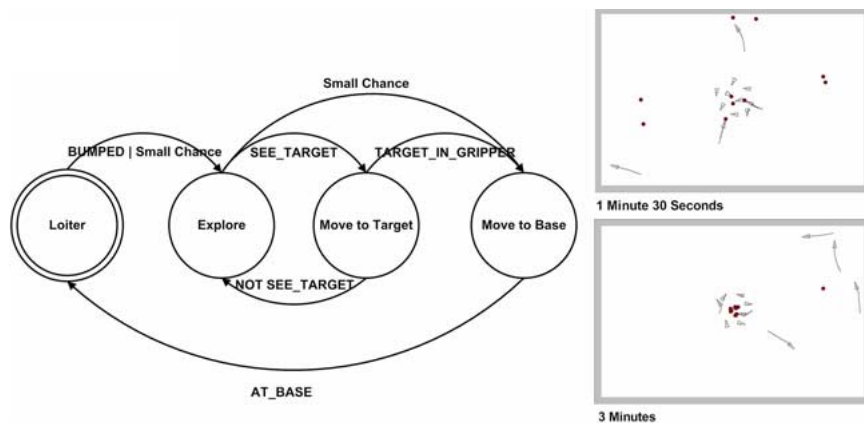 Small Chance
BUMPED | Small Chance
SEE_TARGET
TARGET_IN_GRIPPER
Loiter
Explore
Move to Target
Move to Base
NOT SEE_TARGET
AT_BASE
1 Minute 30 Seconds
3 Minutes